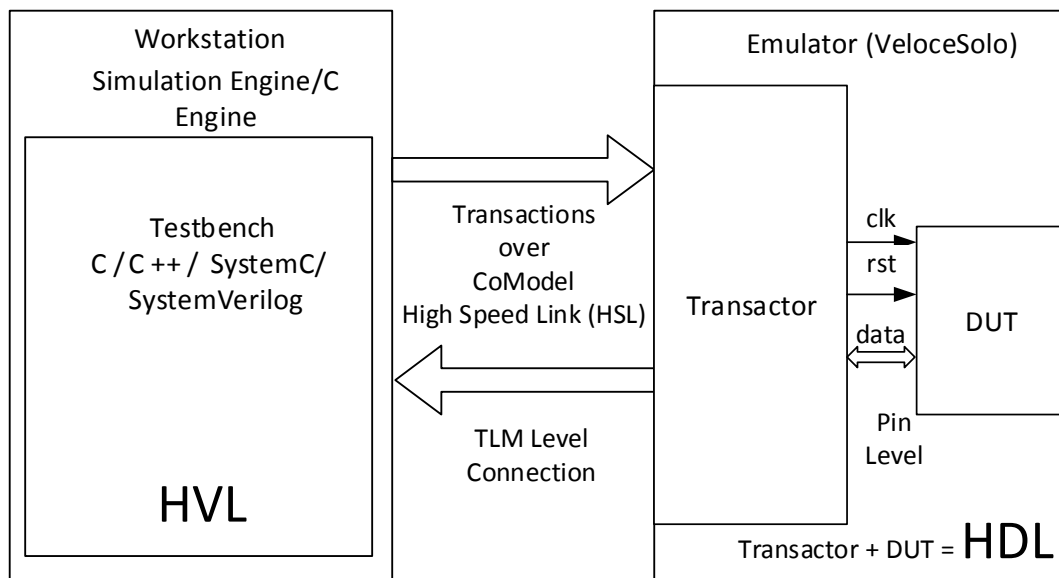 Workstation
Simulation Engine/C
Engine
Testbench
C /C ++ / SystemC/
SystemVerilog
HVL
Transactions
over
CoModel
High Speed Link (HSL)
TLM Level
Connection
Emulator (VeloceSolo)
Transactor
clk
rst
data
DUT
Pin
Level
Transactor + DUT = HDL